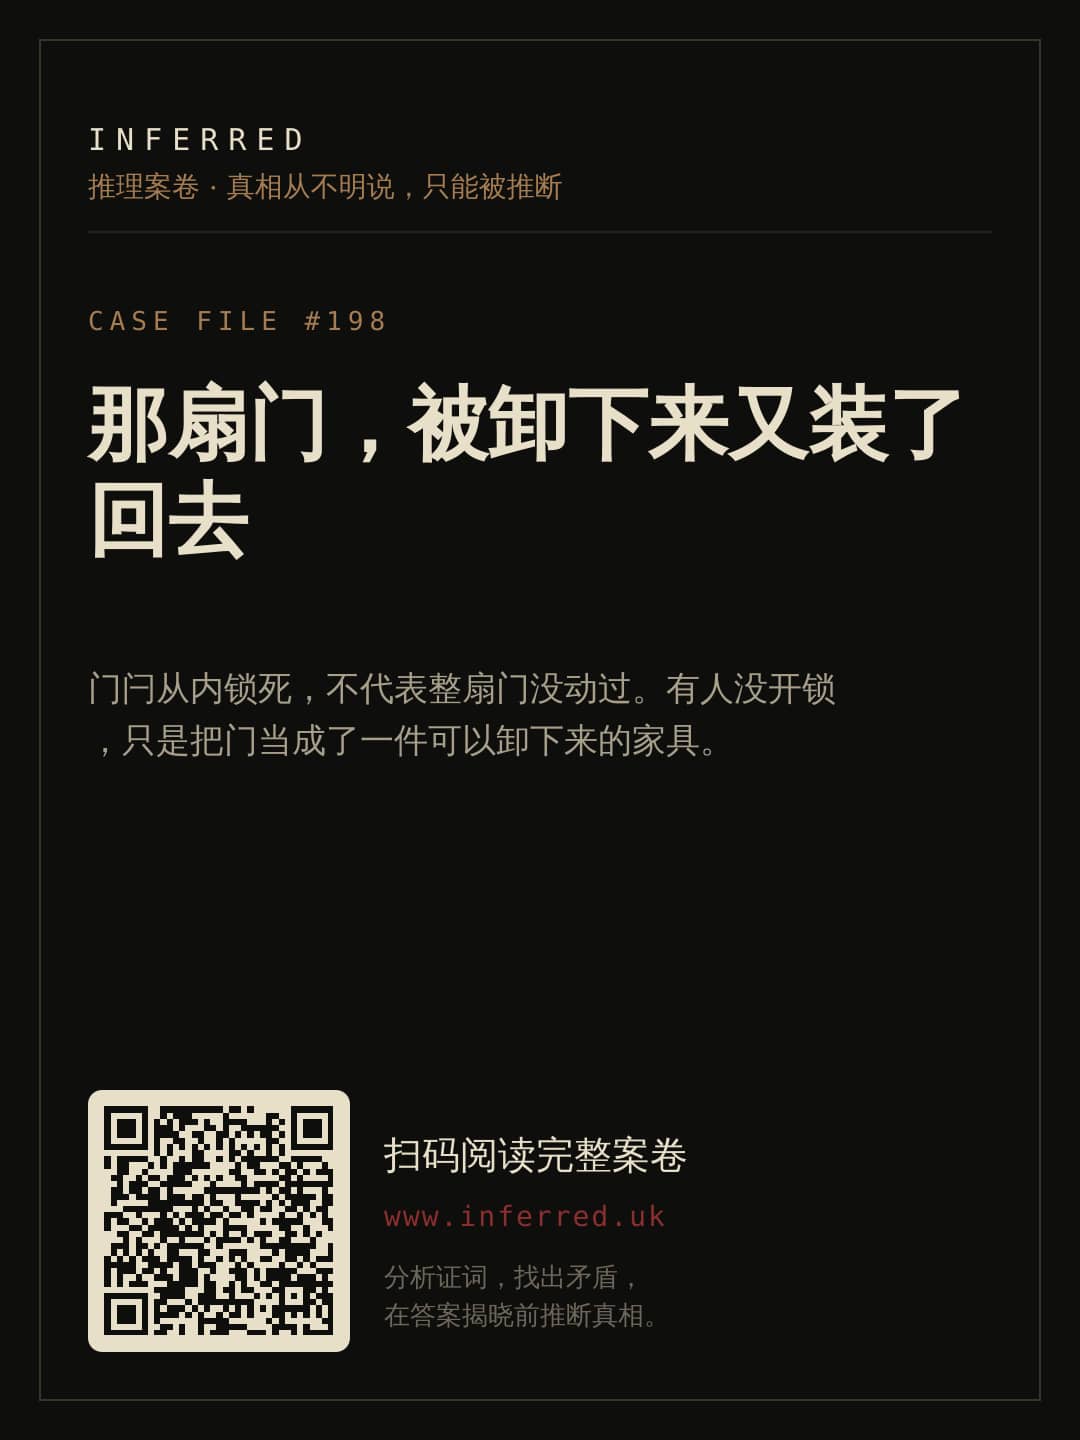 INFERRED
推理案卷 · 真相从不明说，只能被推断
CASE FILE #198
那扇门，被卸下来又装了
回去
门闩从内锁死，不代表整扇门没动过。有人没开锁
，只是把门当成了一件可以卸下来的家具。
扫码阅读完整案卷
www.inferred.uk
分析证词，找出矛盾，
在答案揭晓前推断真相。